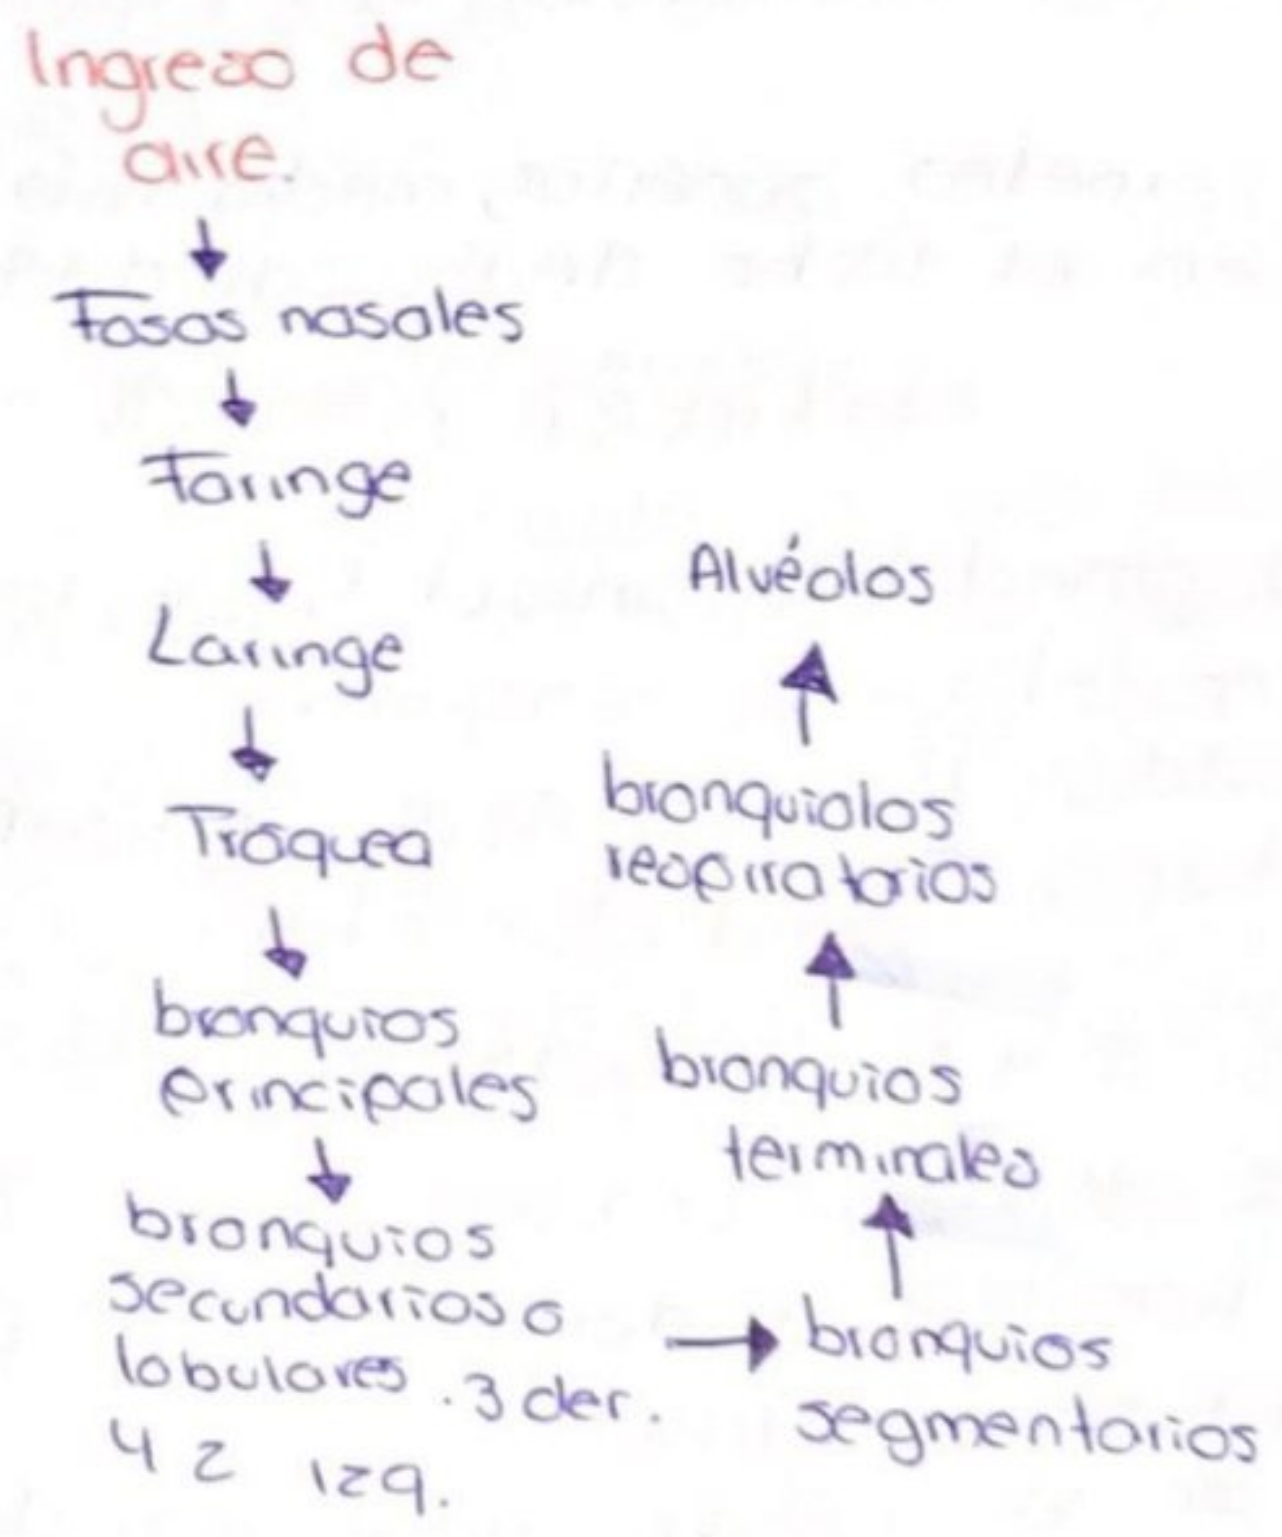 Ingreso de
aire.
Fosas nasales
Faringe
Laringe
Tráquea
bronquios
principales
bronquios
secundarios o
lobulares .3 der.
y 2 izq.
bronquios
segmentarios
bronquios
terminales
bronquiolos
respiratorios
Alvéolos